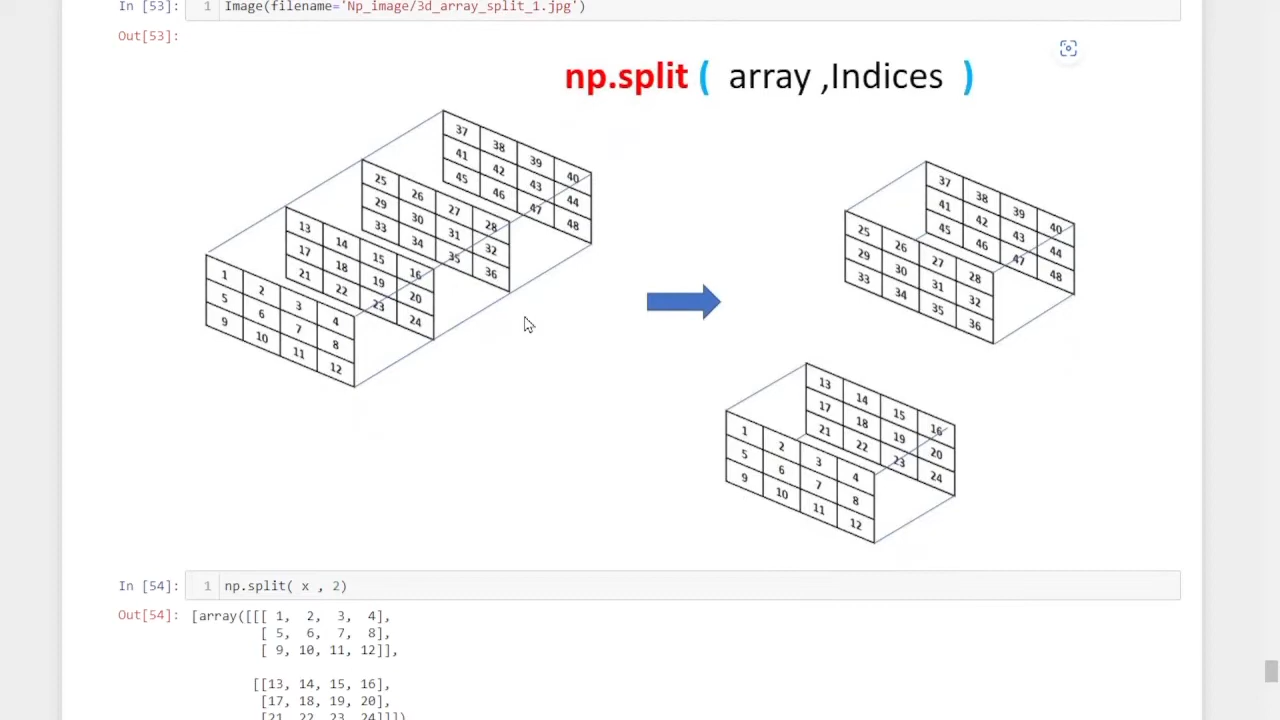 In [53]: 1 Image(filename='Np_image/3d_array_split_1.jpg')
Out[53]:
np.split ( array ,Indices )
37 38 39 40
41 42 43 44
45 46 47 48
25 26 27 28
29 30 31 32
33 34 35 36
13 14 15 16
17 18 19 20
21 22 23 24
1 2 3 4
5 6 7 8
9 10 11 12
37 38 39 40
41 42 43 44
45 46 47 48
25 26 27 28
29 30 31 32
33 34 35 36
13 14 15 16
17 18 19 20
21 22 23 24
1 2 3 4
5 6 7 8
9 10 11 12
In [54]: 1 np.split( x , 2)
Out[54]: [array([[[ 1, 2, 3, 4],
[ 5, 6, 7, 8],
[ 9, 10, 11, 12]],
[[13, 14, 15, 16],
[17, 18, 19, 20],
[21, 22, 23, 24]]])